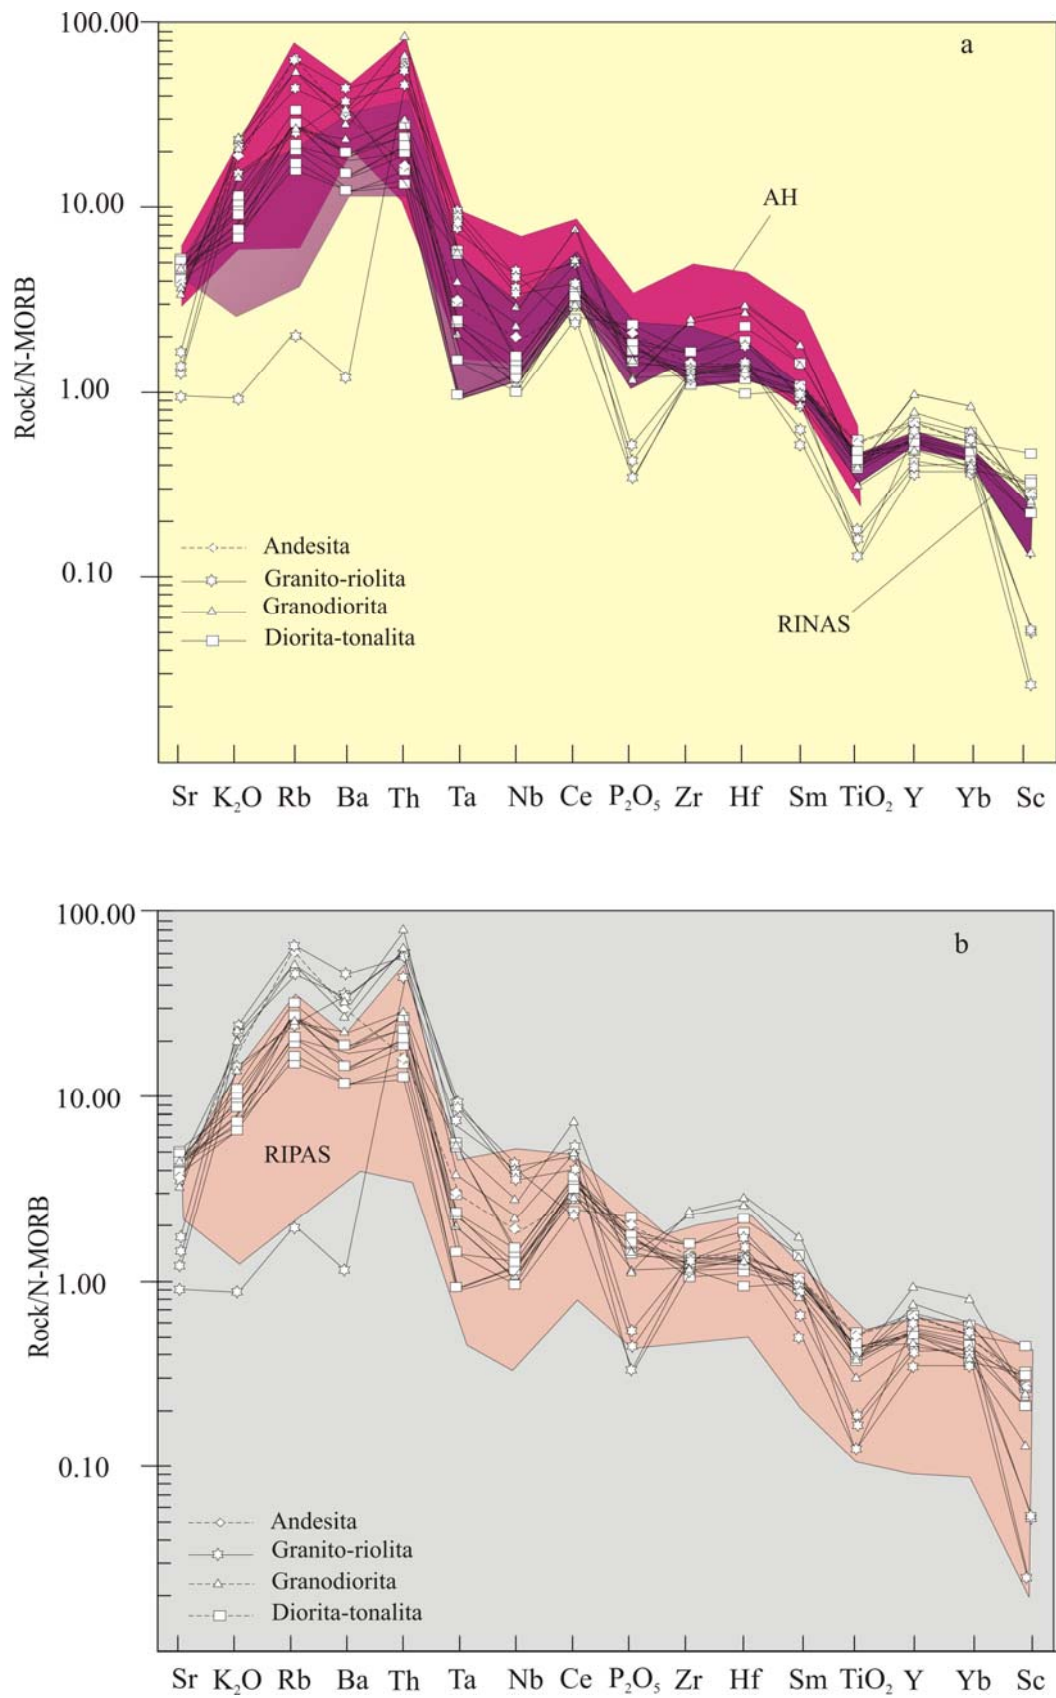 100.00
a
AH
10.00
Rock/N-MORB
1.00
Andesita
Granito-riolita
Granodiorita
Diorita-tonalita
0.10
RINAS
Sr K₂O Rb Ba Th Ta Nb Ce P₂O₅ Zr Hf Sm TiO₂ Y Yb Sc
100.00
b
10.00
RIPAS
Rock/N-MORB
1.00
0.10
Andesita
Granito-riolita
Granodiorita
Diorita-tonalita
Sr K₂O Rb Ba Th Ta Nb Ce P₂O₅ Zr Hf Sm TiO₂ Y Yb Sc